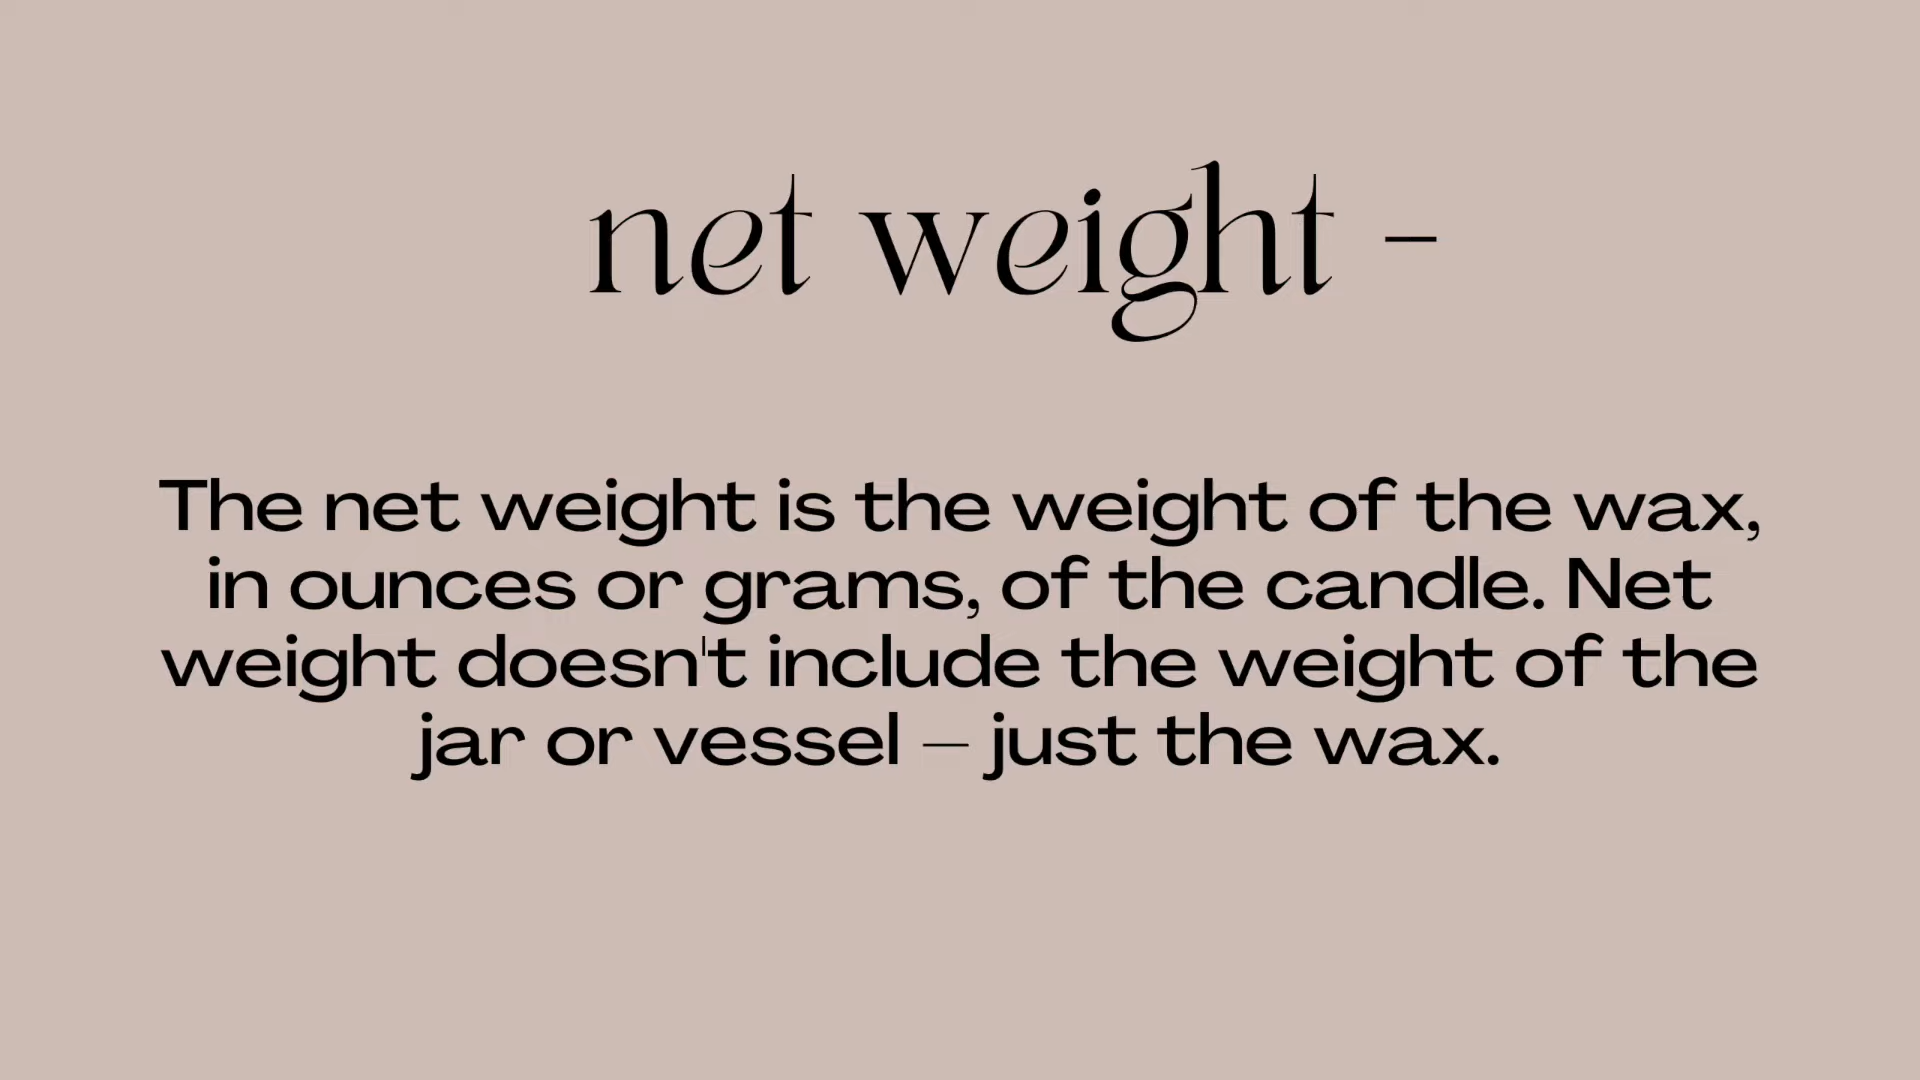 net weight -
The net weight is the weight of the wax,
in ounces or grams, of the candle. Net
weight doesn't include the weight of the
jar or vessel — just the wax.